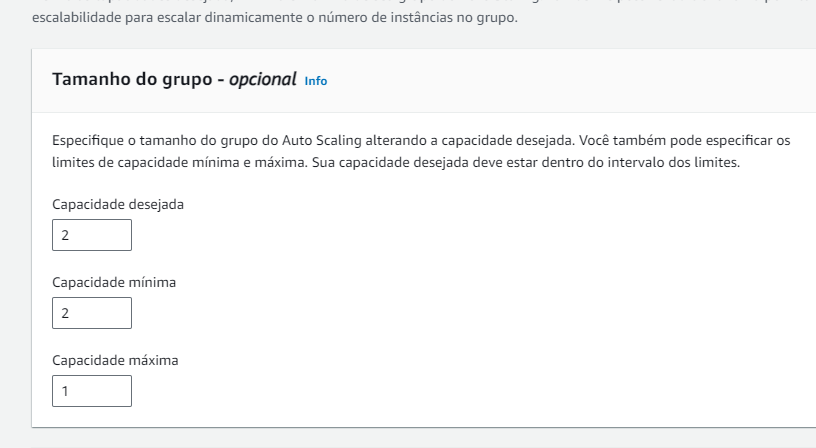 escalabilidade para escalar dinamicamente o número de instâncias no grupo.
Tamanho do grupo - opcional Info
Especifique o tamanho do grupo do Auto Scaling alterando a capacidade desejada. Você também pode especificar os
limites de capacidade mínima e máxima. Sua capacidade desejada deve estar dentro do intervalo dos limites.
Capacidade desejada
2
Capacidade mínima
2
Capacidade máxima
1